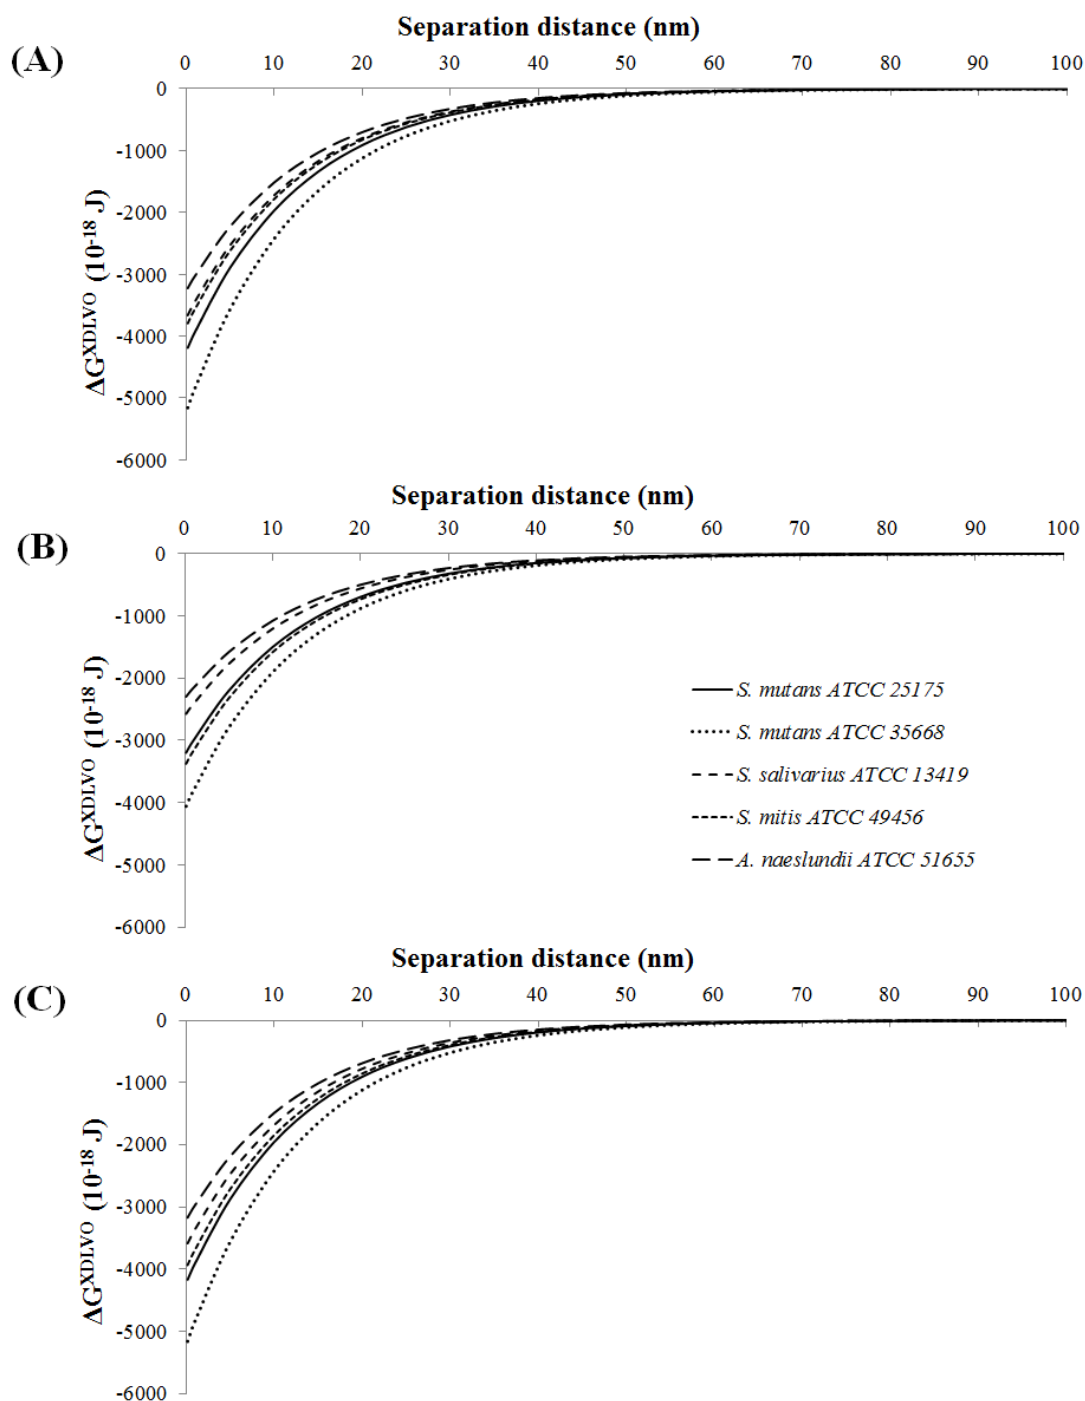 Separation distance (nm)
(A)
0 10 20 30 40 50 60 70 80 90 100
0
-1000
-2000
-3000
-4000
-5000
-6000
ΔG^XDLVO (10^-18 J)
Separation distance (nm)
(B)
0 10 20 30 40 50 60 70 80 90 100
0
-1000
-2000
-3000
-4000
-5000
-6000
ΔG^XDLVO (10^-18 J)
S. mutans ATCC 25175
S. mutans ATCC 35668
S. salivarius ATCC 13419
S. mitis ATCC 49456
A. naeslundii ATCC 51655
Separation distance (nm)
(C)
0 10 20 30 40 50 60 70 80 90 100
0
-1000
-2000
-3000
-4000
-5000
-6000
ΔG^XDLVO (10^-18 J)